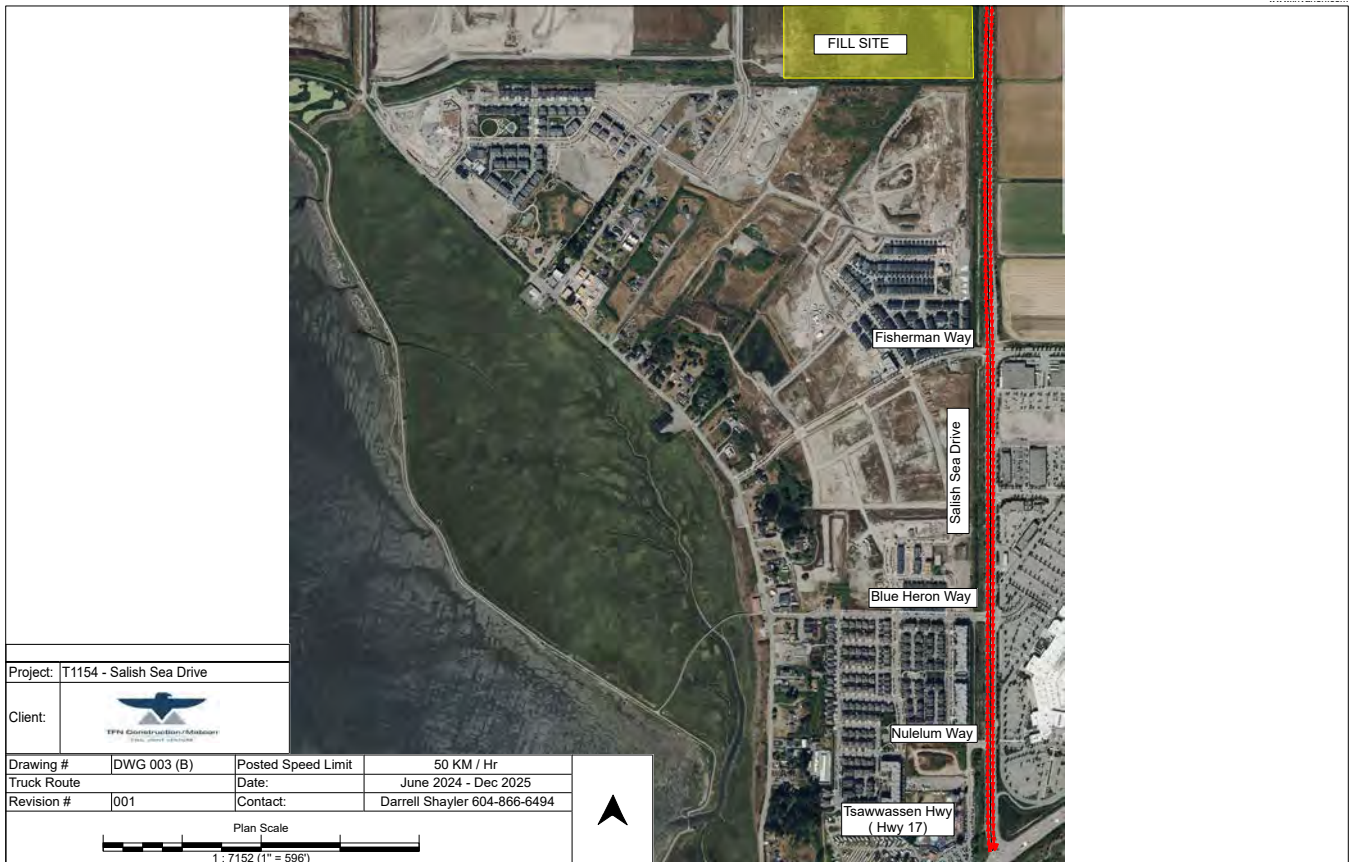 FILL SITE
Fisherman Way
Salish Sea Drive
Blue Heron Way
Nulelum Way
Tsawwassen Hwy
( Hwy 17)
Project: T1154 - Salish Sea Drive
Client:
TFN Construction/Matcon
Drawing # DWG 003 (B) Posted Speed Limit 50 KM / Hr
Truck Route Date: June 2024 - Dec 2025
Revision # 001 Contact: Darrell Shayler 604-866-6494
Plan Scale
1 : 7152 (1" = 596')